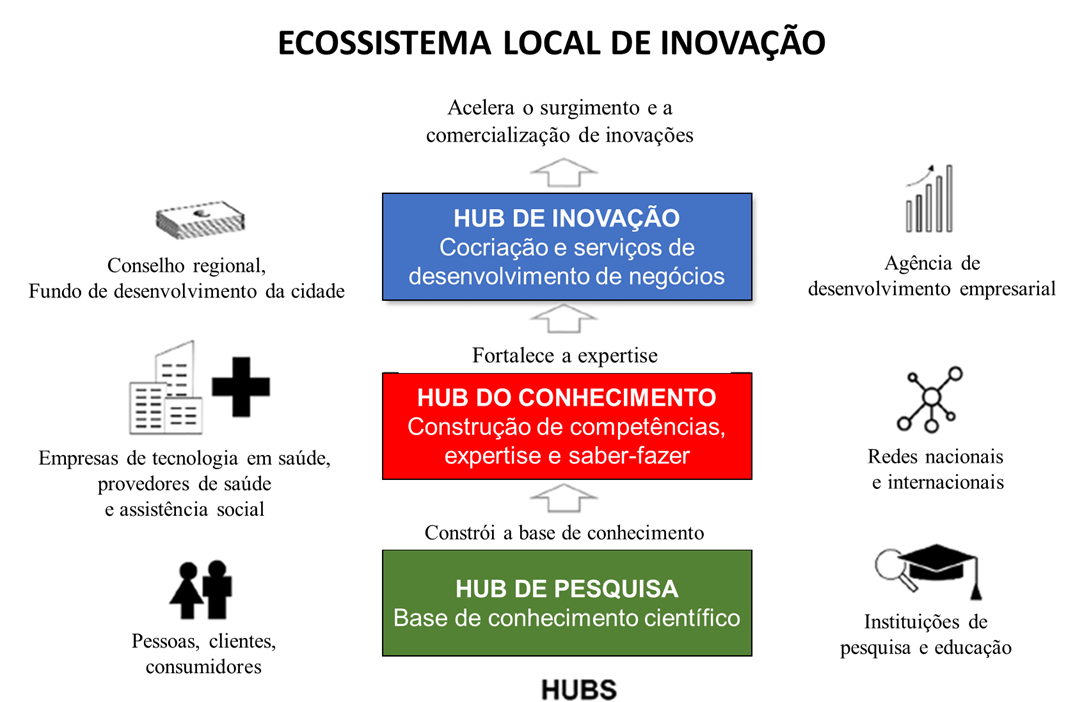 ECOSSISTEMA LOCAL DE INOVAÇÃO
Acelera o surgimento e a
comercialização de inovações
HUB DE INOVAÇÃO
Cocriação e serviços de
desenvolvimento de negócios
Conselho regional,
Fundo de desenvolvimento da cidade
Agência de
desenvolvimento empresarial
Fortalece a expertise
HUB DO CONHECIMENTO
Construção de competências,
expertise e saber-fazer
Empresas de tecnologia em saúde,
provedores de saúde
e assistência social
Redes nacionais
e internacionais
Constrói a base de conhecimento
HUB DE PESQUISA
Base de conhecimento científico
Pessoas, clientes,
consumidores
Instituições de
pesquisa e educação
HUBS